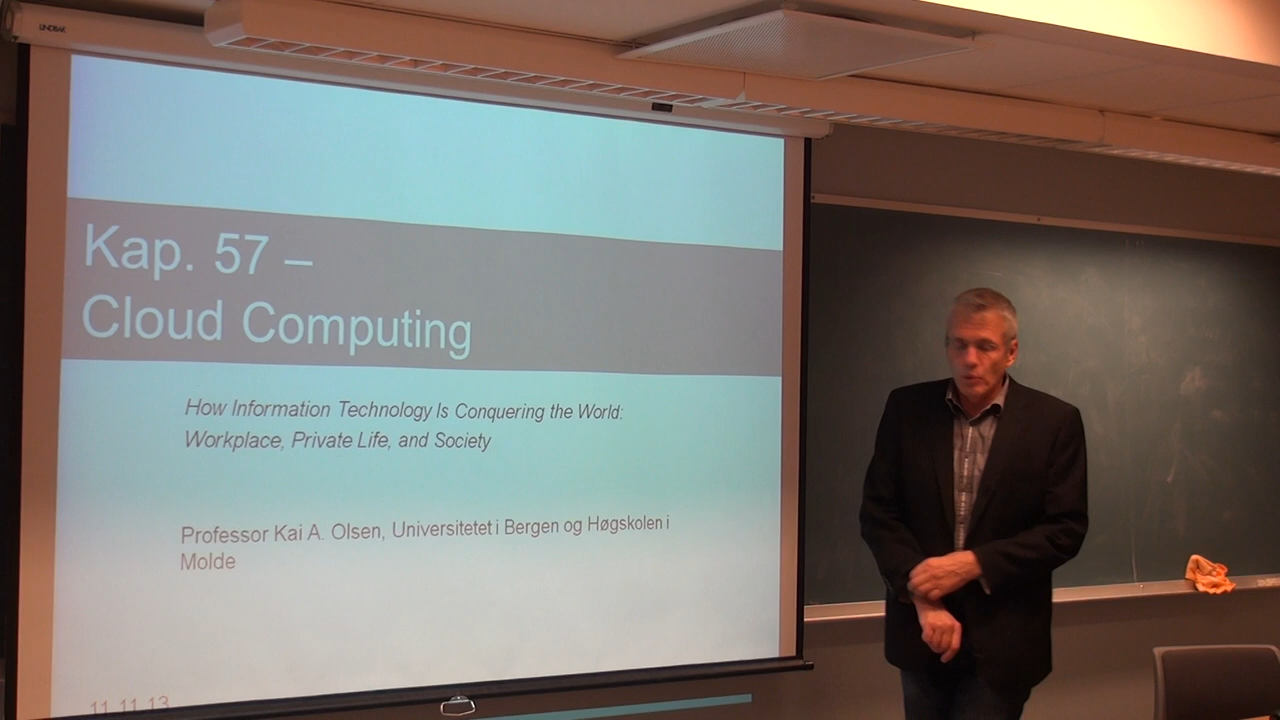 LINDBAK
Kap. 57 –
Cloud Computing
How Information Technology Is Conquering the World:
Workplace, Private Life, and Society
Professor Kai A. Olsen, Universitetet i Bergen og Høgskolen i
Molde
11.11.13